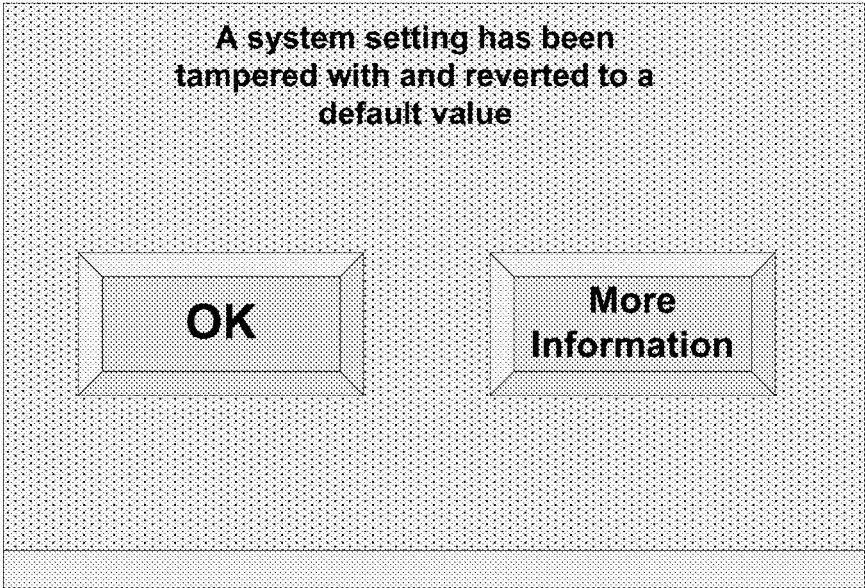 A system setting has been
tampered with and reverted to a
default value
OK
More
Information